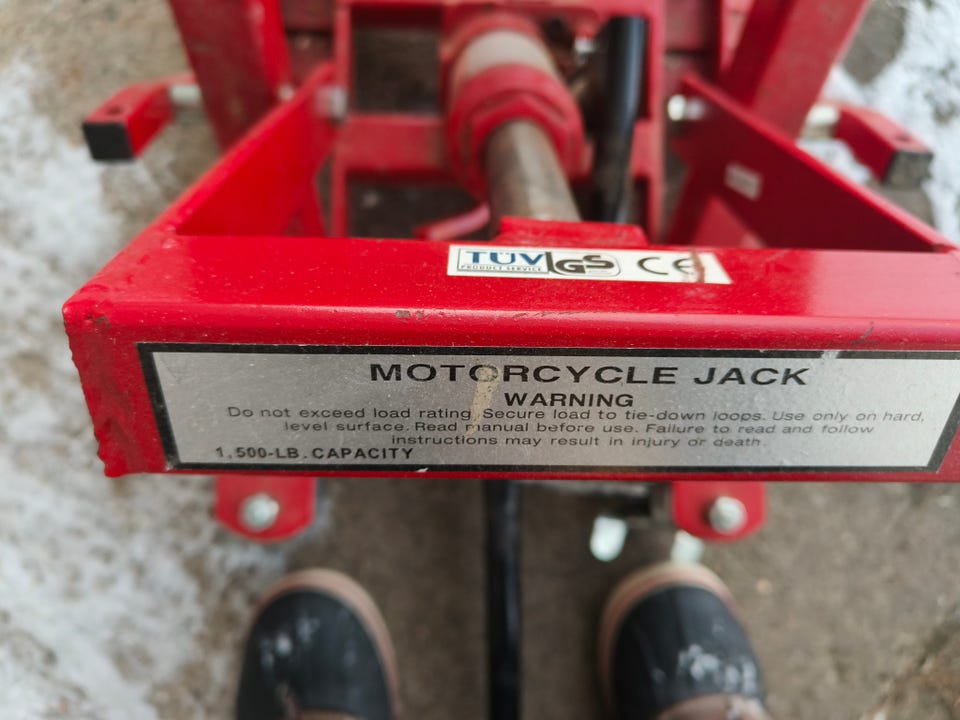 TÜV GS CE
PRODUCT SERVICE
MOTORCYCLE JACK
WARNING
Do not exceed load rating. Secure load to tie-down loops. Use only on hard,
level surface. Read manual before use. Failure to read and follow
instructions may result in injury or death.
1,500-LB. CAPACITY